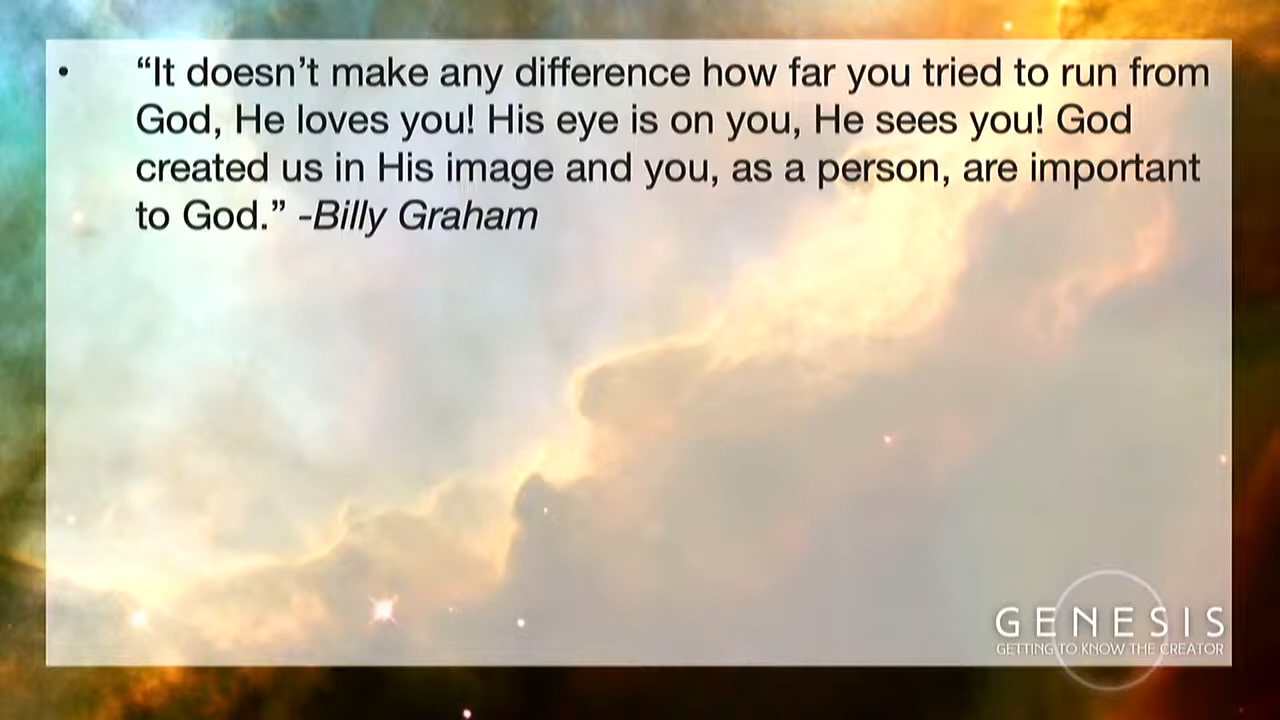 • “It doesn’t make any difference how far you tried to run from
God, He loves you! His eye is on you, He sees you! God
created us in His image and you, as a person, are important
to God.” -Billy Graham
GENESIS
GETTING TO KNOW THE CREATOR